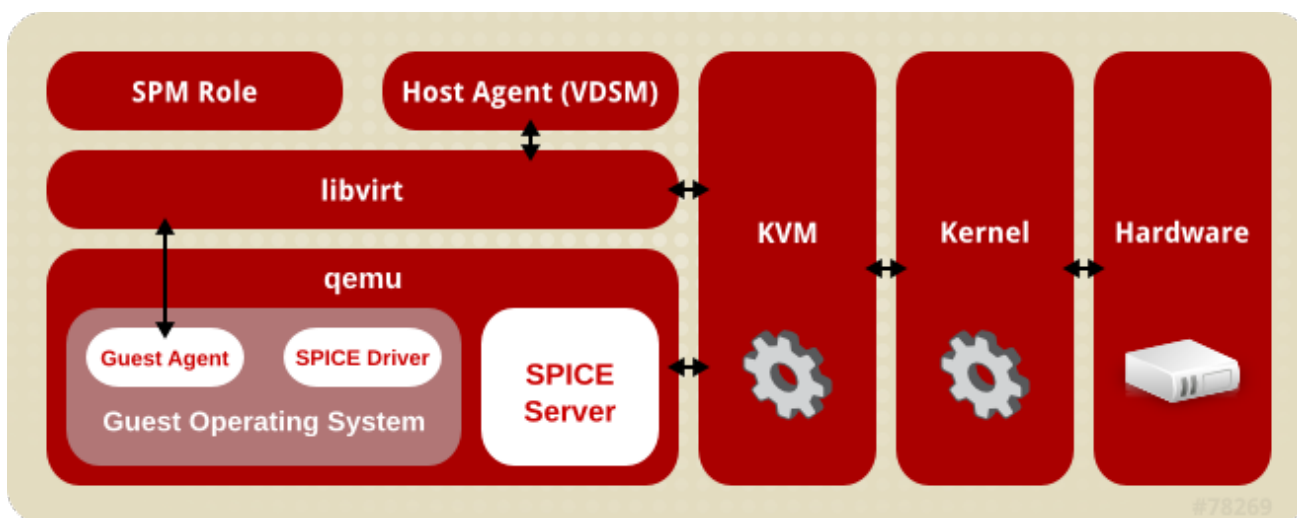 SPM Role
Host Agent (VDSM)
libvirt
KVM
Kernel
Hardware
qemu
Guest Agent
SPICE Driver
SPICE
Server
Guest Operating System
#78269